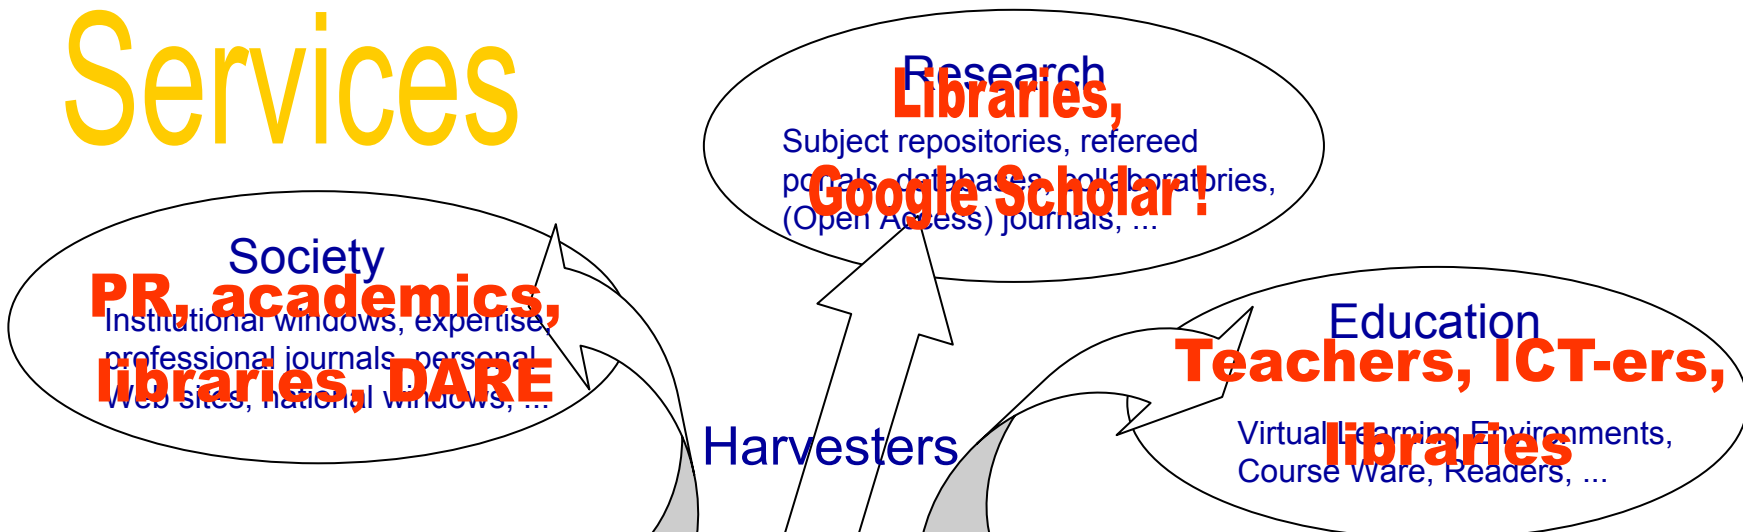 Services
Research
Libraries,
Subject repositories, refereed
portals, databases, collaboratories,
Google Scholar !
(Open Access) journals, ...
Society
PR, academics,
Institutional windows, expertise,
professional journals, personal
libraries, DARE
Web sites, national windows, ...
Harvesters
Education
Teachers, ICT-ers,
Virtual Learning Environments,
libraries
Course Ware, Readers, ...